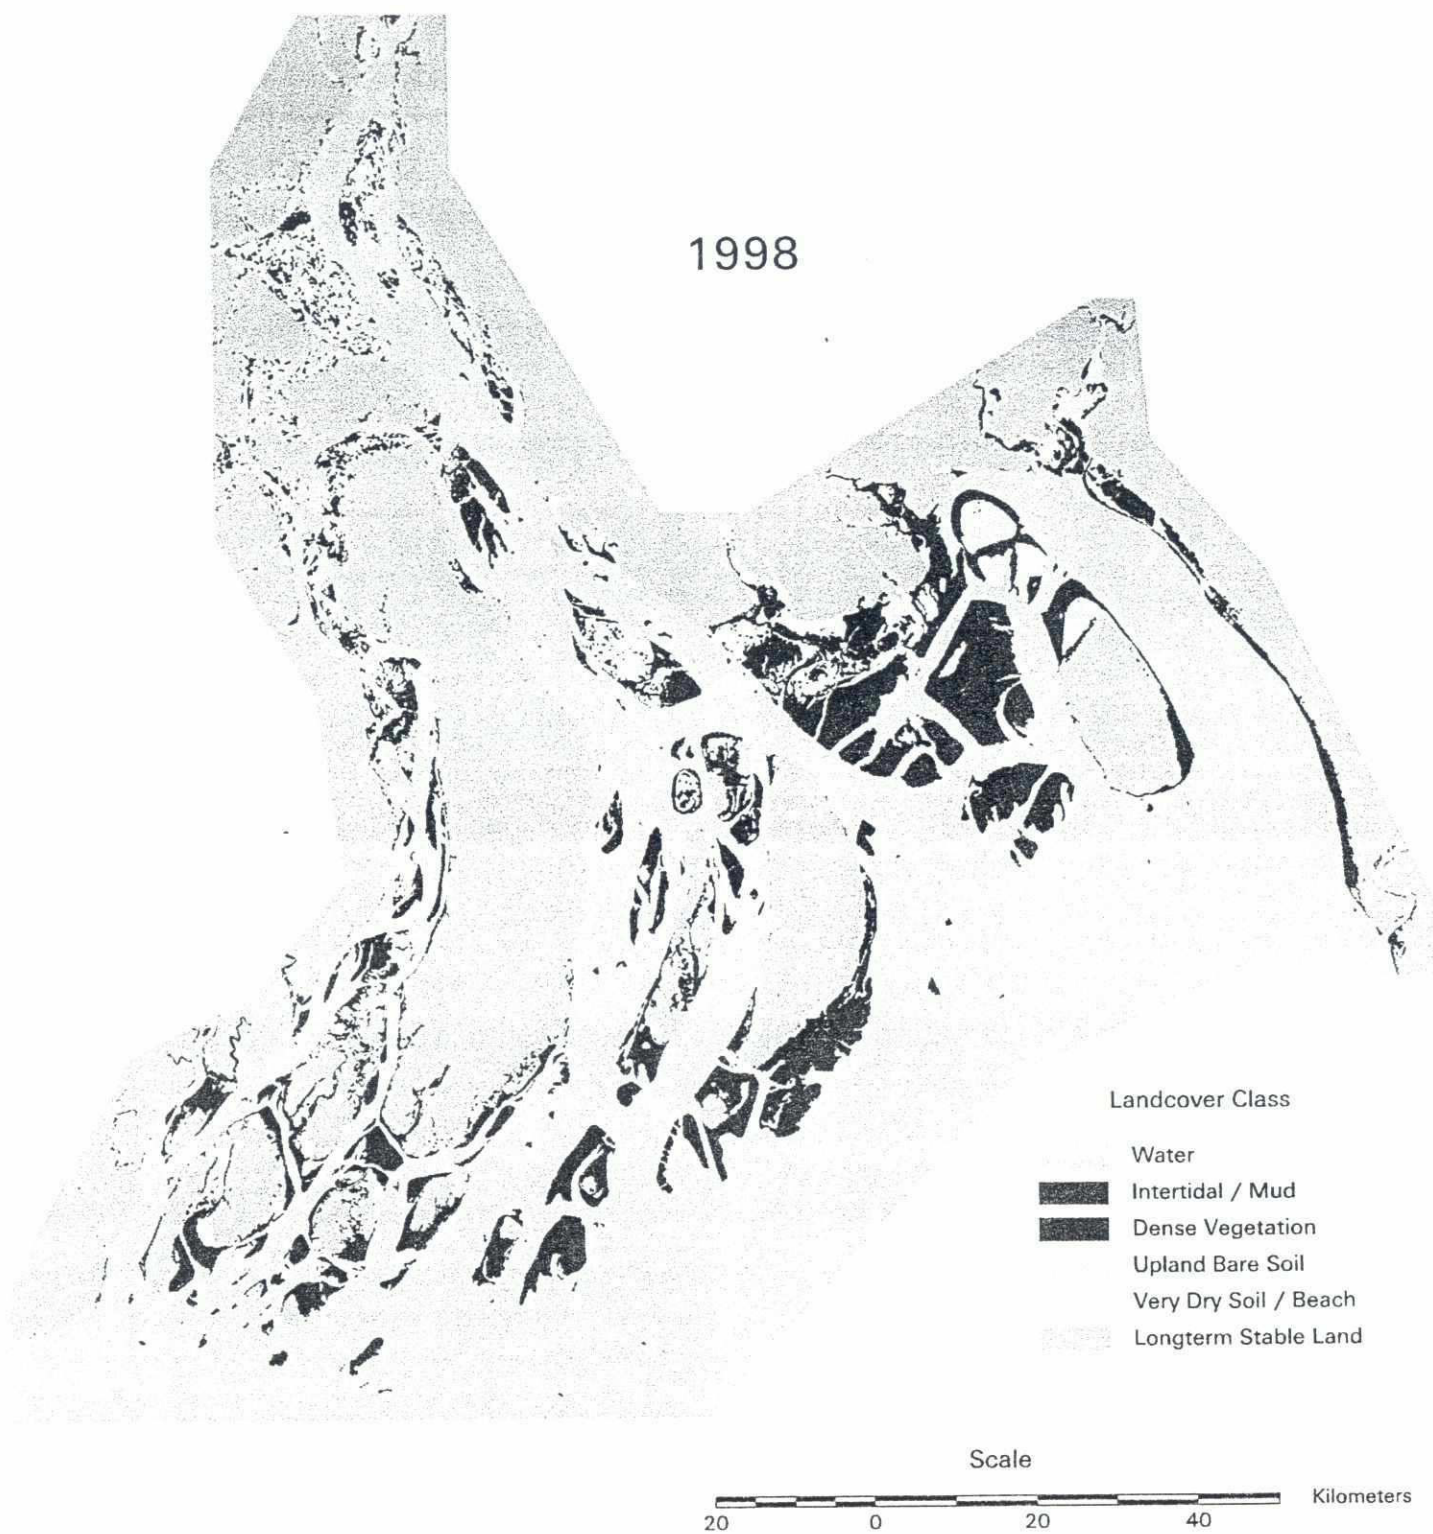 1998
Landcover Class
Water
Intertidal / Mud
Dense Vegetation
Upland Bare Soil
Very Dry Soil / Beach
Longterm Stable Land
Scale
Kilometers
20 0 20 40